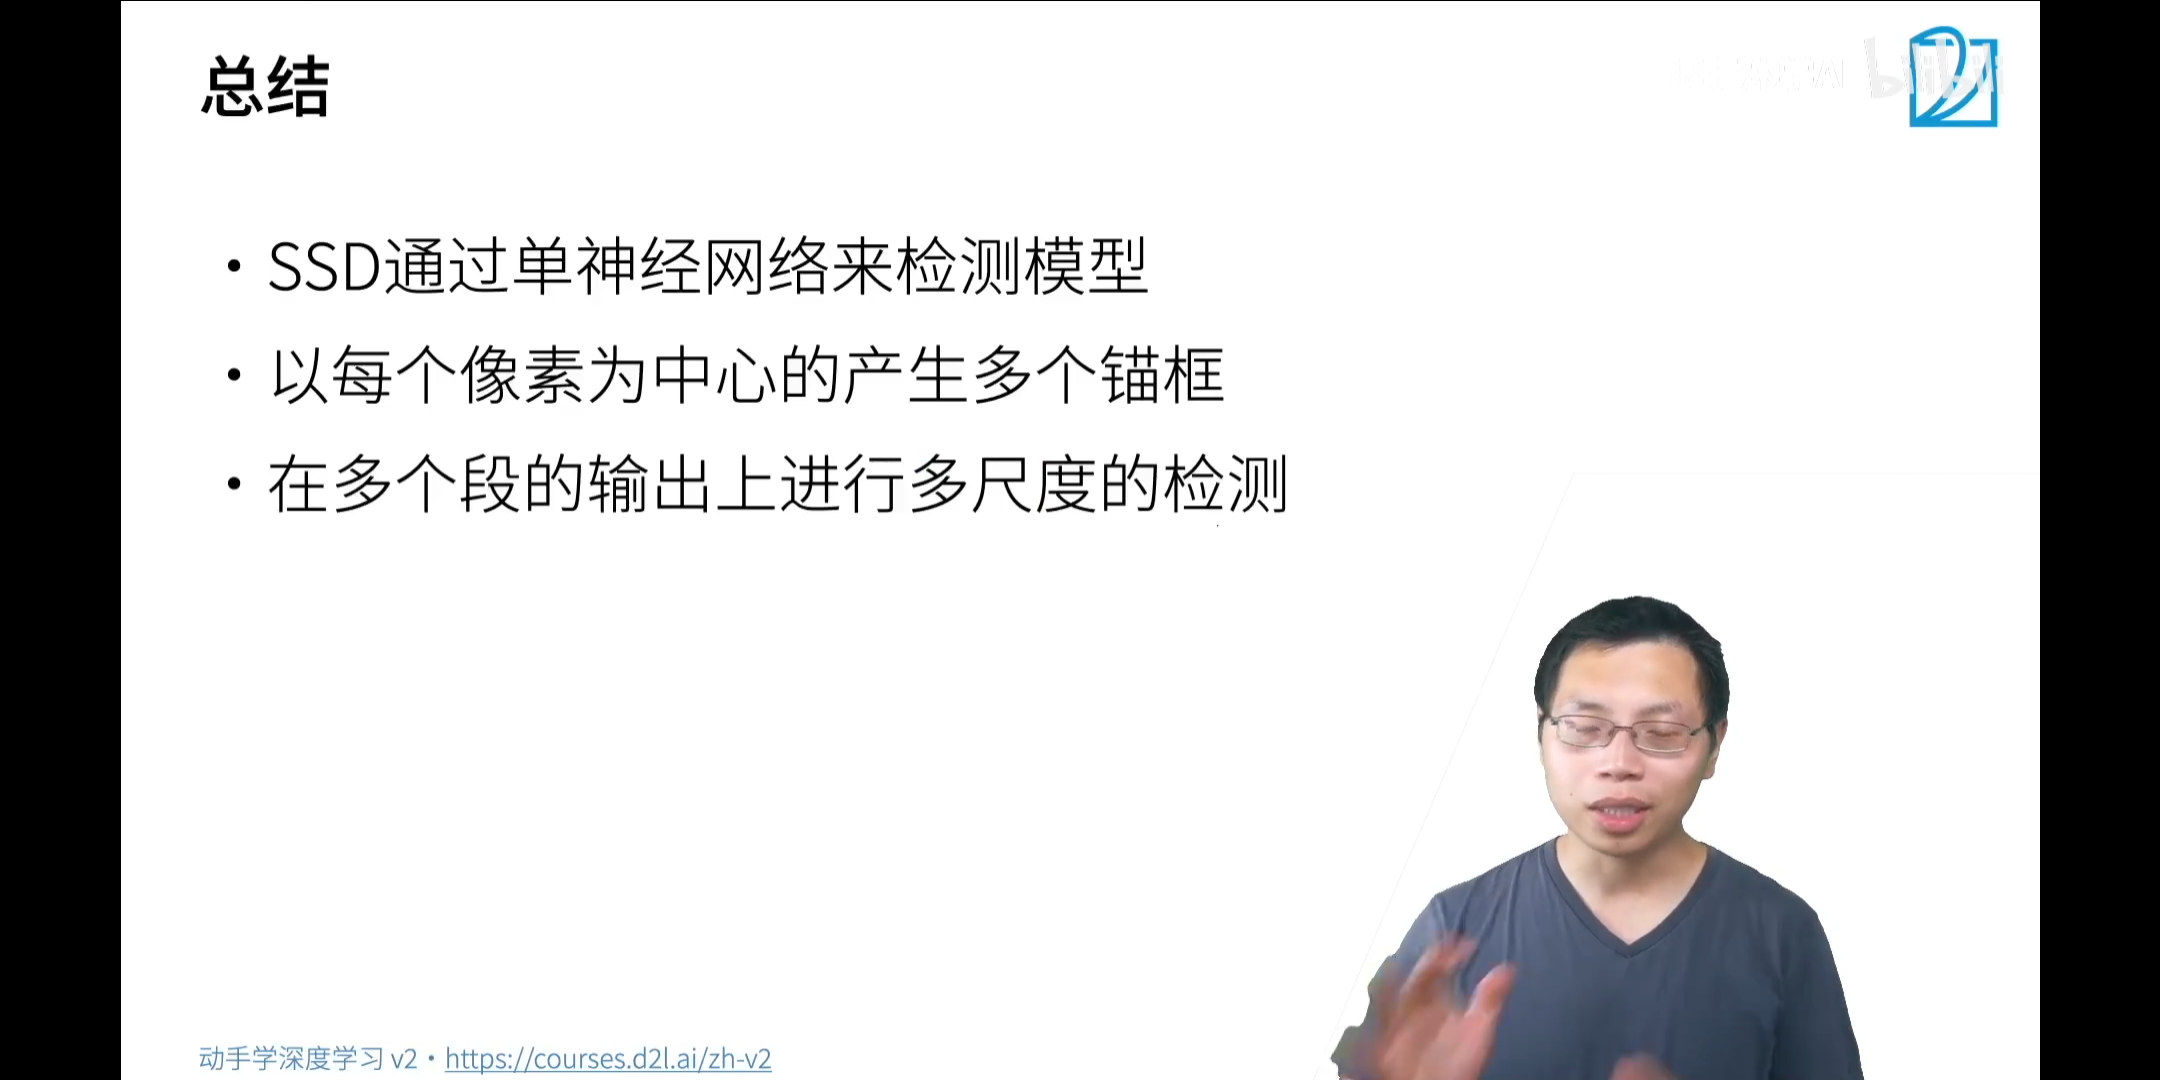 总结
• SSD通过单神经网络来检测模型
• 以每个像素为中心的产生多个锚框
• 在多个段的输出上进行多尺度的检测
动手学深度学习 v2 • https://courses.d2l.ai/zh-v2
bilibili